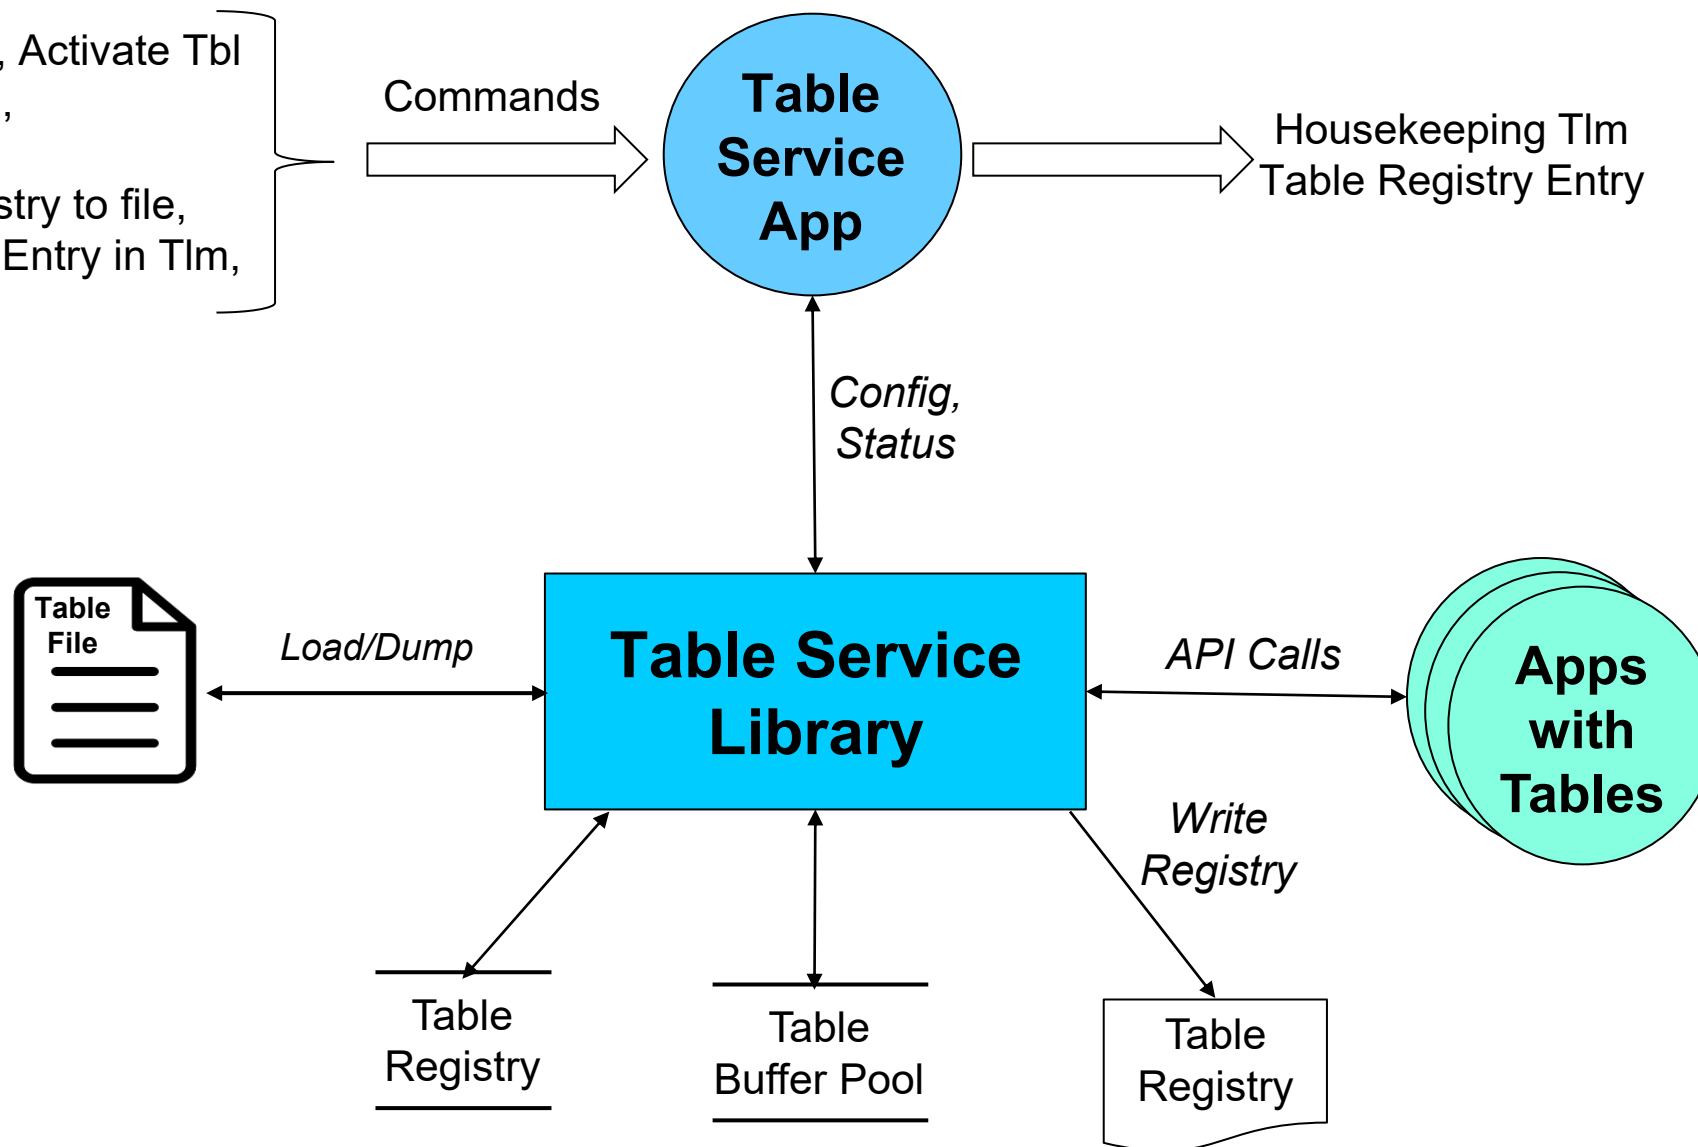 , Activate Tbl
,
stry to file,
Entry in Tlm,
Commands
Table
Service
App
Housekeeping Tlm
Table Registry Entry
Config,
Status
Table
File
Load/Dump
Table Service
Library
API Calls
Apps
with
Tables
Write
Registry
Table
Registry
Table
Buffer Pool
Table
Registry